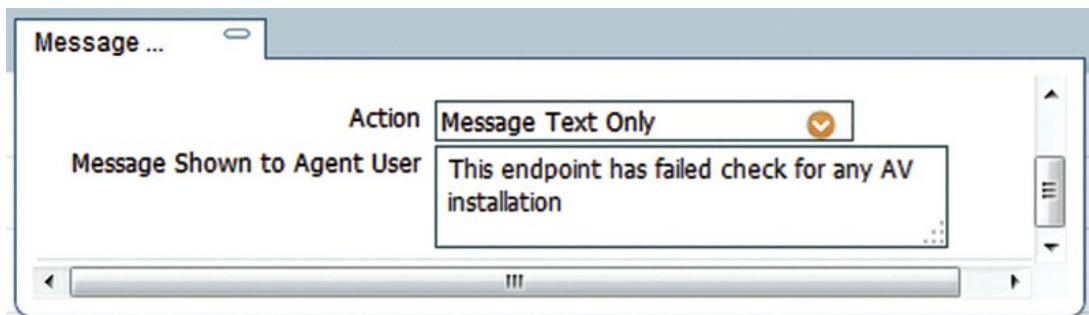 Message ...
Action Message Text Only
Message Shown to Agent User This endpoint has failed check for any AV
installation